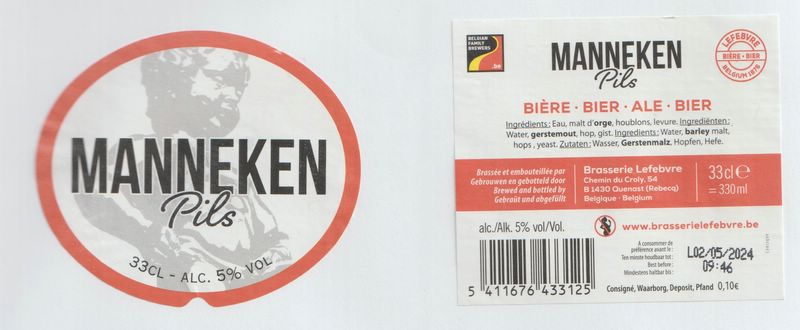 MANNEKEN
Pils
33CL - ALC. 5% VOL
BELGIAN
FAMILY
BREWERS
.be
MANNEKEN
Pils
LEFEBVRE
BIÈRE • BIER
BELGIUM 1876
BIÈRE · BIER · ALE · BIER
Ingrédients: Eau, malt d'orge, houblons, levure. Ingrediënten:
Water, gerstemout, hop, gist. Ingredients: Water, barley malt,
hops, yeast. Zutaten: Wasser, Gerstenmalz, Hopfen, Hefe.
Brassée et embouteillée par
Gebrouwen en gebotteld door
Brewed and bottled by
Gebraüt und abgefüllt
Brasserie Lefebvre
Chemin du Croly, 54
B 1430 Quenast (Rebecq)
Belgique - Belgium
33cl e
= 330ml
alc./Alk. 5% vol/Vol.
www.brasserielefebvre.be
5 411676 433125
A consommer de
préférence avant le:
Ten minste houdbaar tot:
Best before:
Mindestens haltbar bis:
L02/05/2024
09:46
Consigné, Waarborg, Deposit, Pfand 0,10€